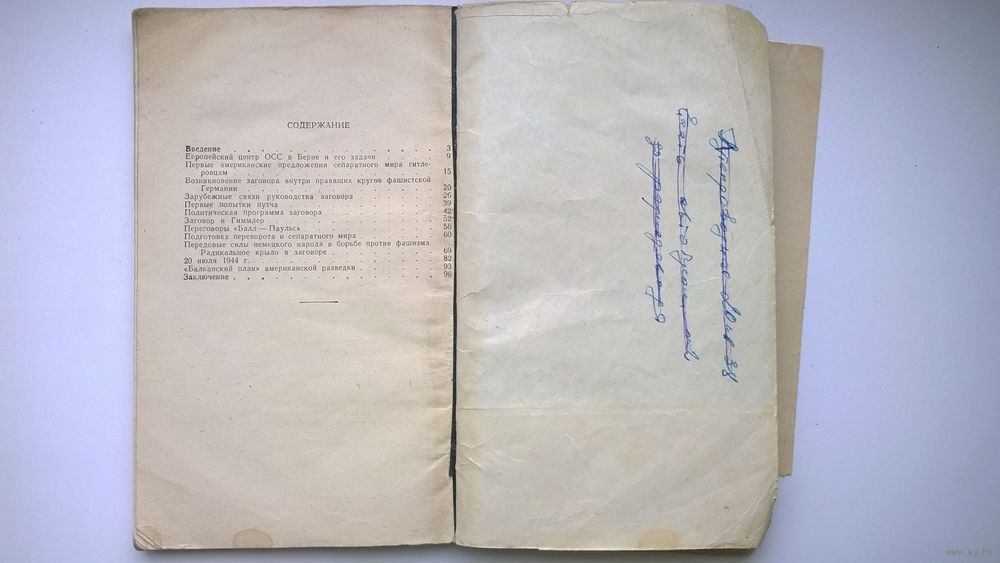 СОДЕРЖАНИЕ
Введение . . . . . . . . . . . . . . . . . . 3
Европейский центр ОСС в Берне и его задачи 9
Первые американские предложения сепаратного мира гитле-
ровцам . . . . . . . . . . . . . . . . . 15
Возникновение заговора внутри правящих кругов фашистской
Германии . . . . . . . . . . . . . . . . 20
Зарубежные связи руководства заговора . . . . . . 26
Первые попытки путча . . . . . . . . . . . . 39
Политическая программа заговора . . . . . . . . 42
Заговор и Гиммлер . . . . . . . . . . . . . 52
Переговоры «Балл — Паульс» . . . . . . . . . . 56
Подготовка переворота и сепаратного мира . . . . . 60
Передовые силы немецкого народа в борьбе против фашизма.
Радикальное крыло в заговоре . . . . . . . . 69
20 июля 1944 г. . . . . . . . . . . . . . . 82
«Балканский план» американской разведки . . . . . 93
Заключение . . . . . . . . . . . . . . . . 96
www.ay.by